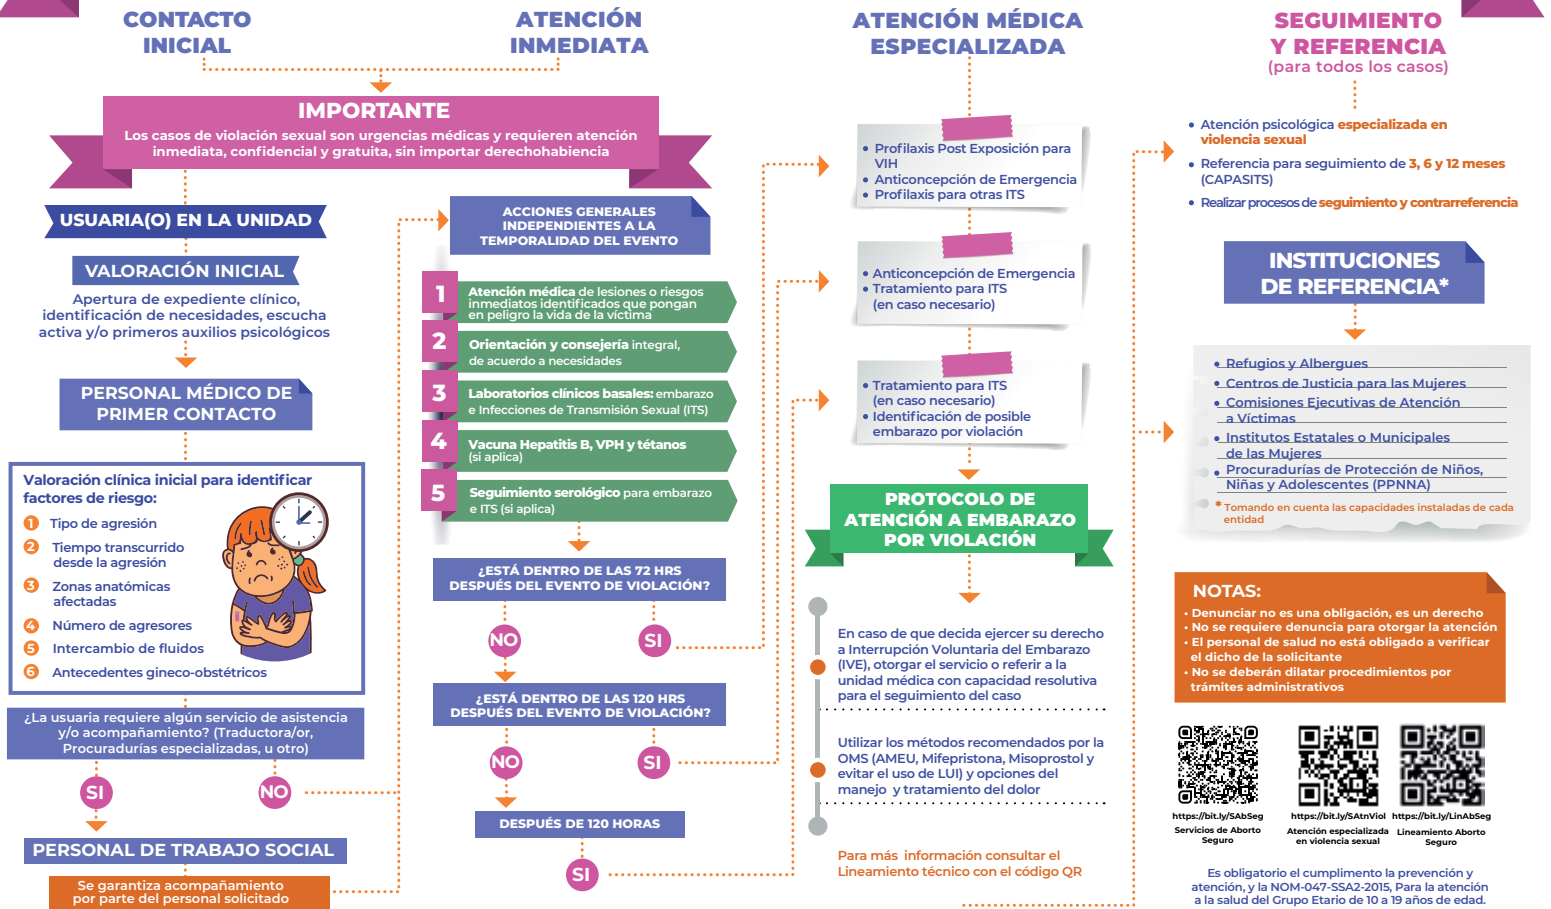 CONTACTO
INICIAL
ATENCIÓN
INMEDIATA
IMPORTANTE
Los casos de violación sexual son urgencias médicas y requieren atención
inmediata, confidencial y gratuita, sin importar derechohabiencia
USUARIA(O) EN LA UNIDAD
VALORACIÓN INICIAL
Apertura de expediente clínico,
identificación de necesidades, escucha
activa y/o primeros auxilios psicológicos
PERSONAL MÉDICO DE
PRIMER CONTACTO
Valoración clínica inicial para identificar
factores de riesgo:
1 Tipo de agresión
2 Tiempo transcurrido
desde la agresión
3 Zonas anatómicas
afectadas
4 Número de agresores
5 Intercambio de fluidos
6 Antecedentes gineco-obstétricos
¿La usuaria requiere algún servicio de asistencia
y/o acompañamiento? (Traductora/or,
Procuradurías especializadas, u otro)
SI
NO
PERSONAL DE TRABAJO SOCIAL
Se garantiza acompañamiento
por parte del personal solicitado
ACCIONES GENERALES
INDEPENDIENTES A LA
TEMPORALIDAD DEL EVENTO
1 Atención médica de lesiones o riesgos
inmediatos identificados que pongan
en peligro la vida de la víctima
2 Orientación y consejería integral,
de acuerdo a necesidades
3 Laboratorios clínicos basales: embarazo
e Infecciones de Transmisión Sexual (ITS)
4 Vacuna Hepatitis B, VPH y tétanos
(si aplica)
5 Seguimiento serológico para embarazo
e ITS (si aplica)
¿ESTÁ DENTRO DE LAS 72 HRS
DESPUÉS DEL EVENTO DE VIOLACIÓN?
NO
SI
¿ESTÁ DENTRO DE LAS 120 HRS
DESPUÉS DEL EVENTO DE VIOLACIÓN?
NO
SI
DESPUÉS DE 120 HORAS
SI
ATENCIÓN MÉDICA
ESPECIALIZADA
• Profilaxis Post Exposición para
VIH
• Anticoncepción de Emergencia
• Profilaxis para otras ITS
• Anticoncepción de Emergencia
• Tratamiento para ITS
(en caso necesario)
• Tratamiento para ITS
(en caso necesario)
• Identificación de posible
embarazo por violación
PROTOCOLO DE
ATENCIÓN A EMBARAZO
POR VIOLACIÓN
En caso de que decida ejercer su derecho
a Interrupción Voluntaria del Embarazo
(IVE), otorgar el servicio o referir a la
unidad médica con capacidad resolutiva
para el seguimiento del caso
Utilizar los métodos recomendados por la
OMS (AMEU, Mifepristona, Misoprostol y
evitar el uso de LUI) y opciones del
manejo y tratamiento del dolor
Para más información consultar el
Lineamiento técnico con el código QR
SEGUIMIENTO
Y REFERENCIA
(para todos los casos)
• Atención psicológica especializada en
violencia sexual
• Referencia para seguimiento de 3, 6 y 12 meses
(CAPASITS)
• Realizar procesos de seguimiento y contrarreferencia
INSTITUCIONES
DE REFERENCIA*
• Refugios y Albergues
• Centros de Justicia para las Mujeres
• Comisiones Ejecutivas de Atención
a Víctimas
• Institutos Estatales o Municipales
de las Mujeres
• Procuradurías de Protección de Niños,
Niñas y Adolescentes (PPNNA)
* Tomando en cuenta las capacidades instaladas de cada
entidad
NOTAS:
• Denunciar no es una obligación, es un derecho
• No se requiere denuncia para otorgar la atención
• El personal de salud no está obligado a verificar
el dicho de la solicitante
• No se deberán dilatar procedimientos por
trámites administrativos
https://bit.ly/SAbSeg
Servicios de Aborto
Seguro
https://bit.ly/SAtnViol
Atención especializada
en violencia sexual
https://bit.ly/LinAbSeg
Lineamiento Aborto
Seguro
Es obligatorio el cumplimento la prevención y
atención, y la NOM-047-SSA2-2015, Para la atención
a la salud del Grupo Etario de 10 a 19 años de edad.